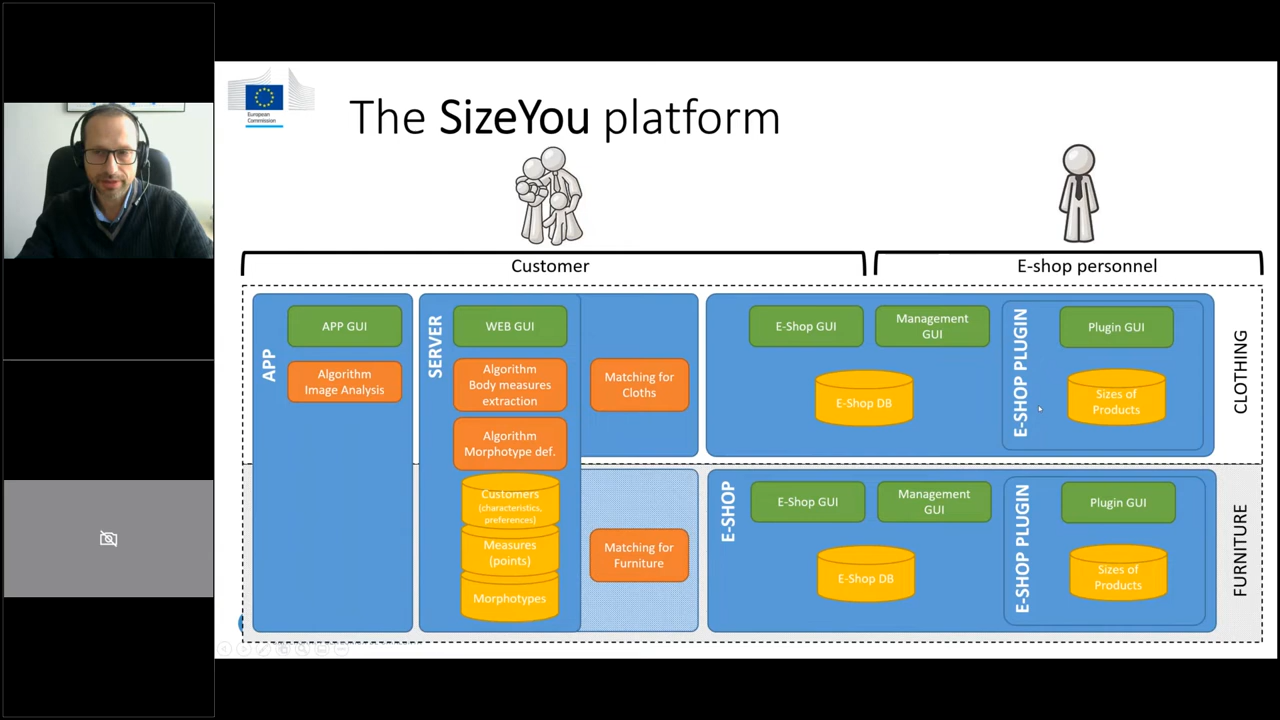 European
Commission
The SizeYou platform
Customer
E-shop personnel
APP
APP GUI
Algorithm
Image Analysis
SERVER
WEB GUI
Algorithm
Body measures
extraction
Algorithm
Morphotype def.
Customers
(characteristics,
preferences)
Measures
(points)
Morphotypes
Matching for
Cloths
Matching for
Furniture
E-Shop GUI
Management
GUI
E-Shop DB
E-SHOP PLUGIN
Plugin GUI
Sizes of
Products
CLOTHING
E-SHOP
E-Shop GUI
Management
GUI
E-Shop DB
E-SHOP PLUGIN
Plugin GUI
Sizes of
Products
FURNITURE